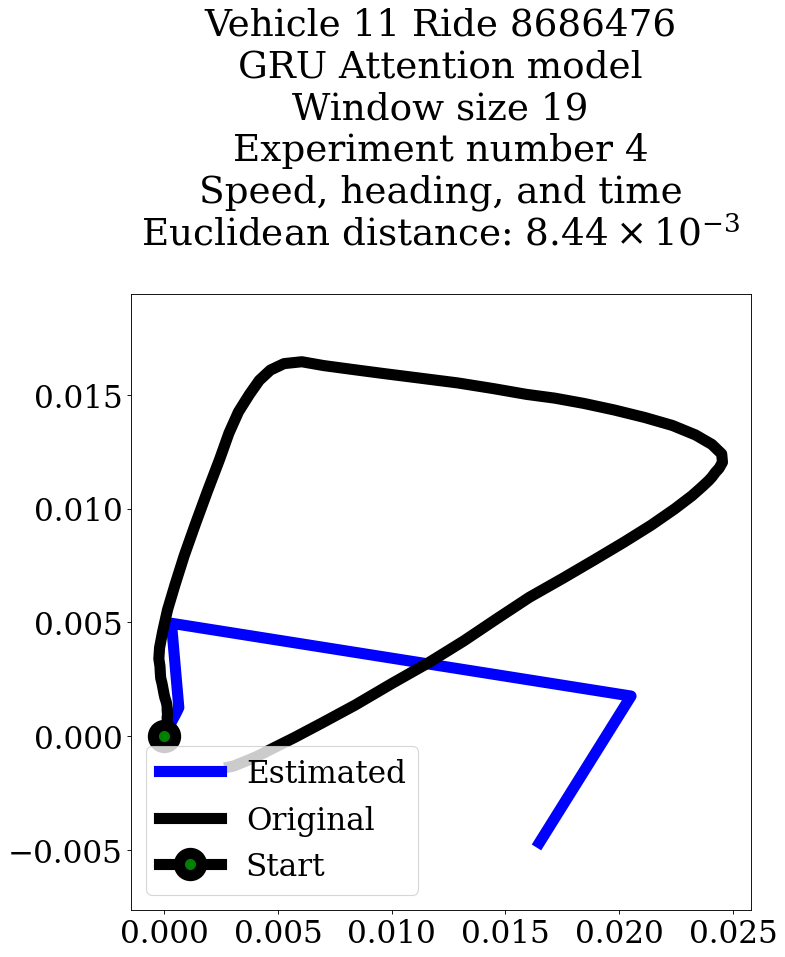 Vehicle 11 Ride 8686476
GRU Attention model
Window size 19
Experiment number 4
Speed, heading, and time
Euclidean distance: 8.44 × 10⁻³
0.015
0.010
0.005
0.000
−0.005
Estimated
Original
Start
0.000 0.005 0.010 0.015 0.020 0.025